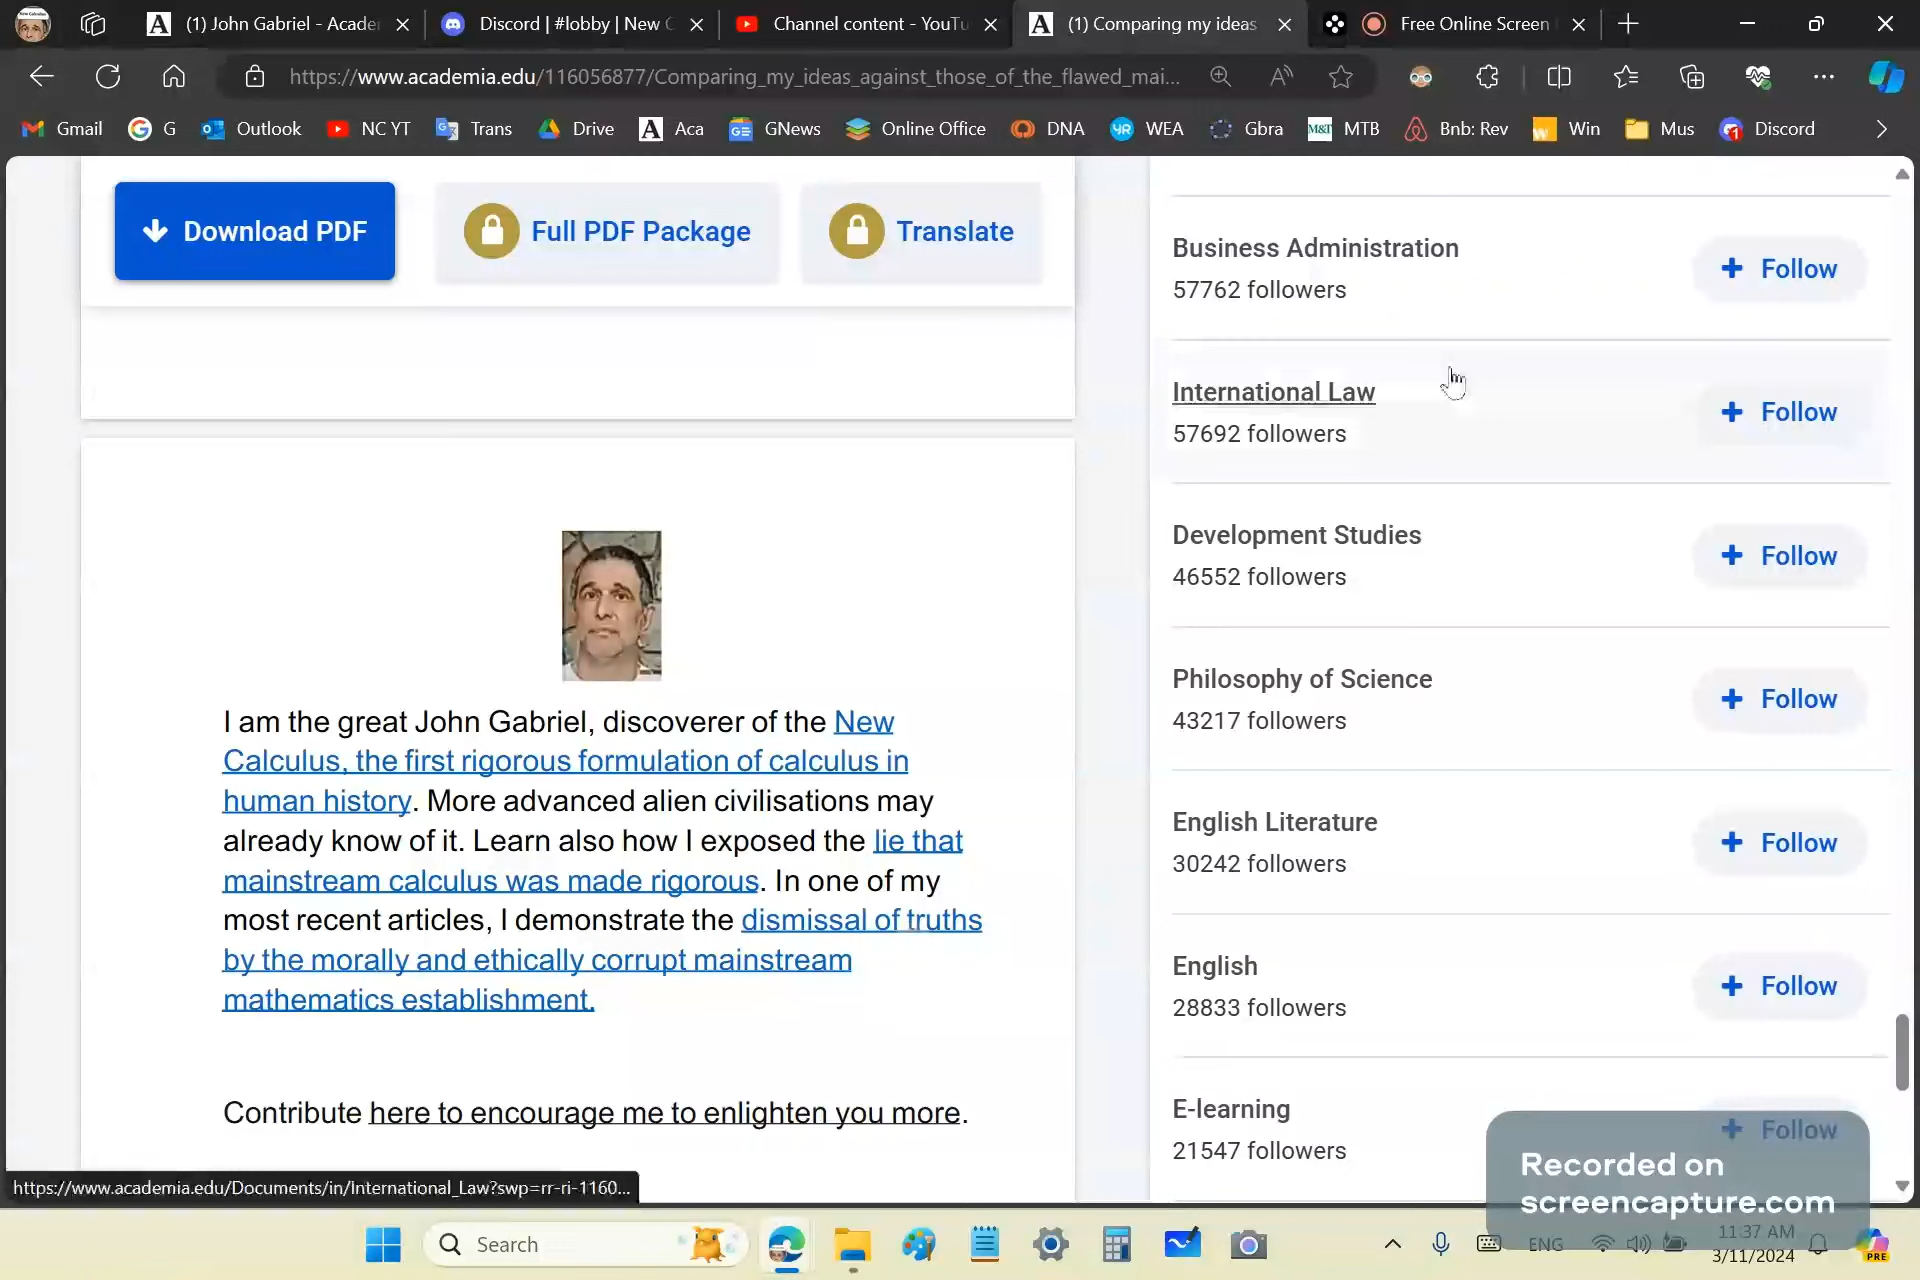 (1) John Gabriel - Acade
Discord | #lobby | New C
Channel content - YouTu
(1) Comparing my ideas
Free Online Screen
https://www.academia.edu/116056877/Comparing_my_ideas_against_those_of_the_flawed_mai...
Gmail
G
Outlook
NC YT
Trans
Drive
Aca
GNews
Online Office
DNA
WEA
Gbra
MTB
Bnb: Rev
Win
Mus
Discord
Download PDF
Full PDF Package
Translate
I am the great John Gabriel, discoverer of the New
Calculus, the first rigorous formulation of calculus in
human history. More advanced alien civilisations may
already know of it. Learn also how I exposed the lie that
mainstream calculus was made rigorous. In one of my
most recent articles, I demonstrate the dismissal of truths
by the morally and ethically corrupt mainstream
mathematics establishment.
Contribute here to encourage me to enlighten you more.
Business Administration
57762 followers
+ Follow
International Law
57692 followers
+ Follow
Development Studies
46552 followers
+ Follow
Philosophy of Science
43217 followers
+ Follow
English Literature
30242 followers
+ Follow
English
28833 followers
+ Follow
E-learning
21547 followers
+ Follow
Recorded on
screencapture.com
https://www.academia.edu/Documents/in/International_Law?swp=rr-ri-1160...
Search
ENG
11:37 AM
3/11/2024
PRE